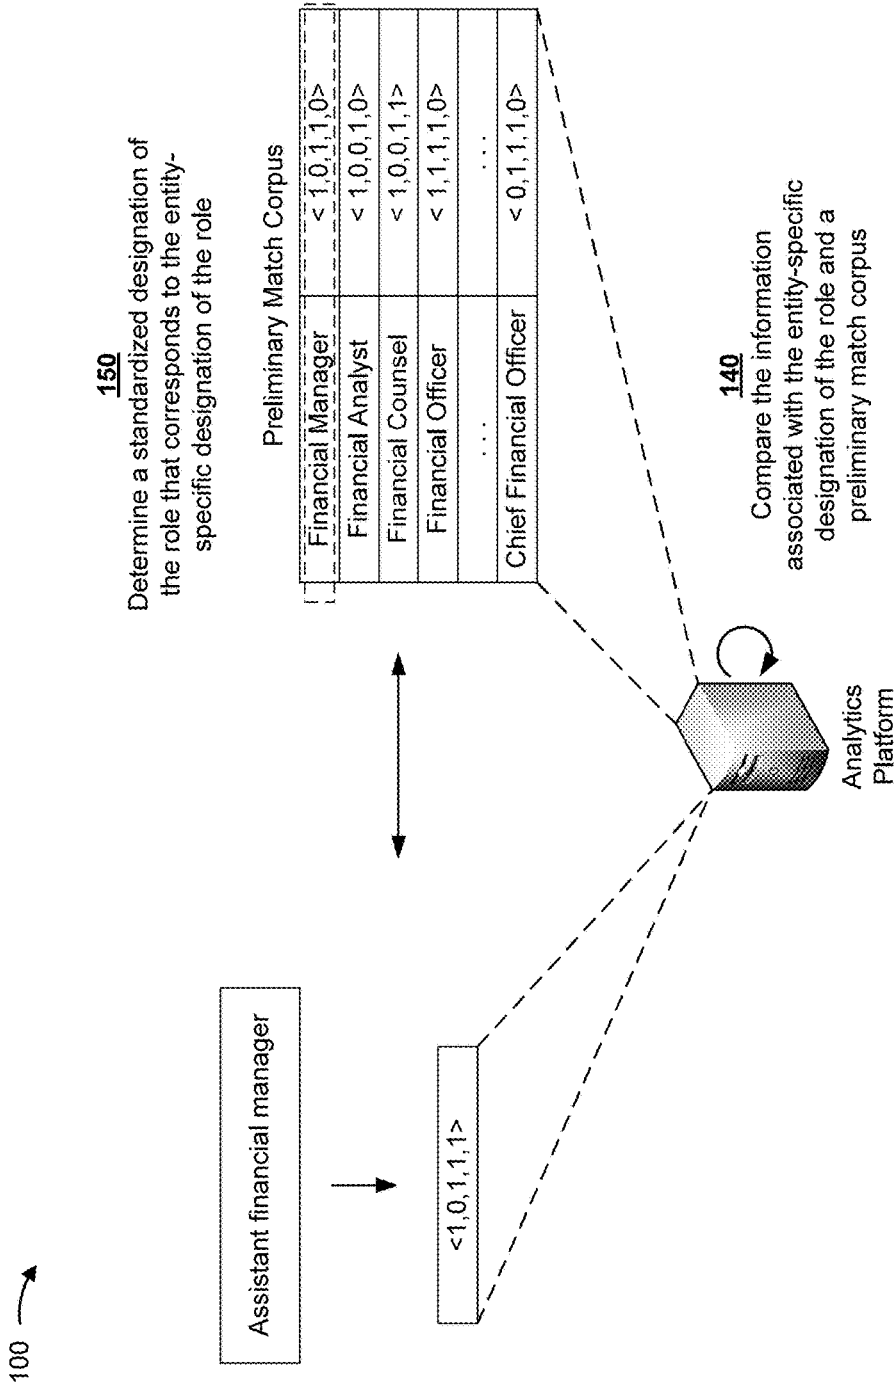 100
150
Determine a standardized designation of
the role that corresponds to the entity-
specific designation of the role
Assistant financial manager
<1,0,1,1,1>
Preliminary Match Corpus
Financial Manager < 1,0,1,1,0>
Financial Analyst < 1,0,0,1,0>
Financial Counsel < 1,0,0,1,1>
Financial Officer < 1,1,1,1,0>
. . . . . .
Chief Financial Officer < 0,1,1,1,0>
Analytics
Platform
140
Compare the information
associated with the entity-specific
designation of the role and a
preliminary match corpus